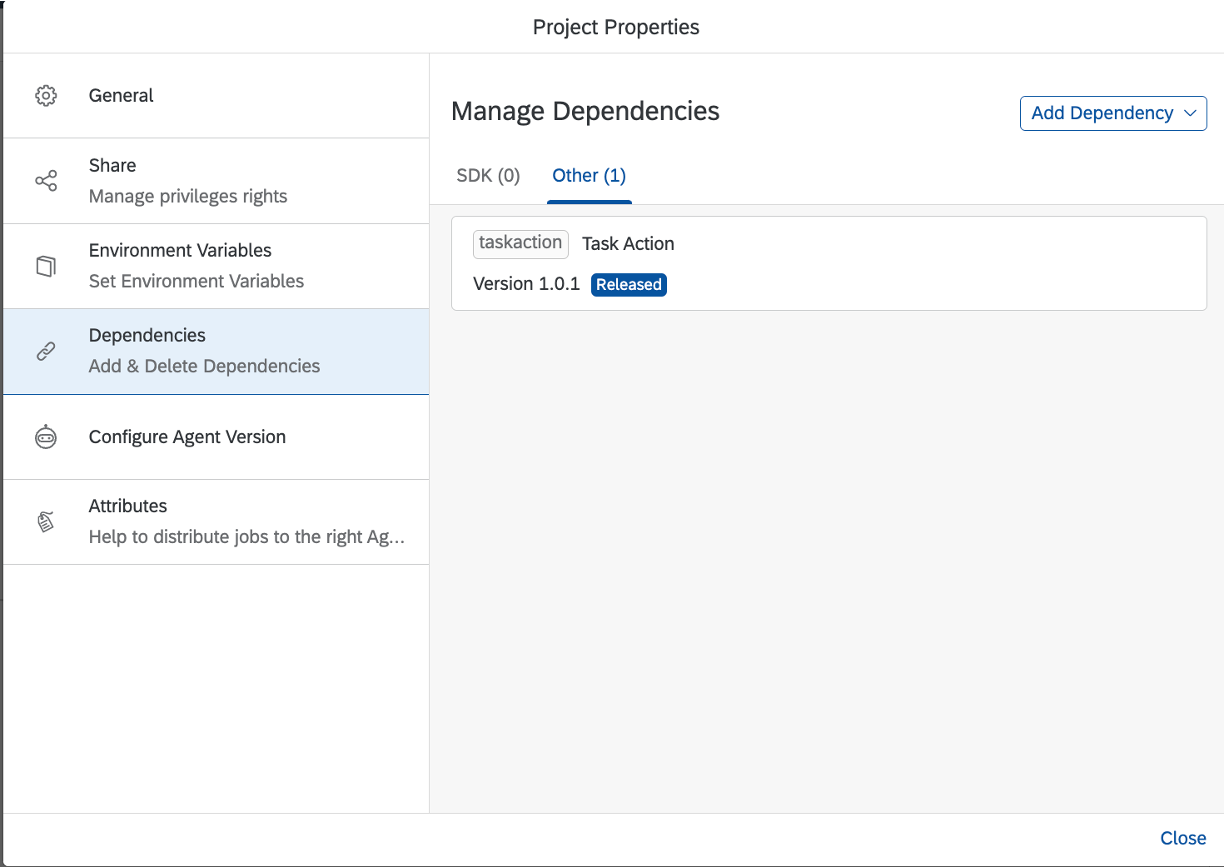 Project Properties
General
Share
Manage privileges rights
Environment Variables
Set Environment Variables
Dependencies
Add & Delete Dependencies
Configure Agent Version
Attributes
Help to distribute jobs to the right Ag...
Manage Dependencies
Add Dependency
SDK (0) Other (1)
taskaction Task Action
Version 1.0.1 Released
Close